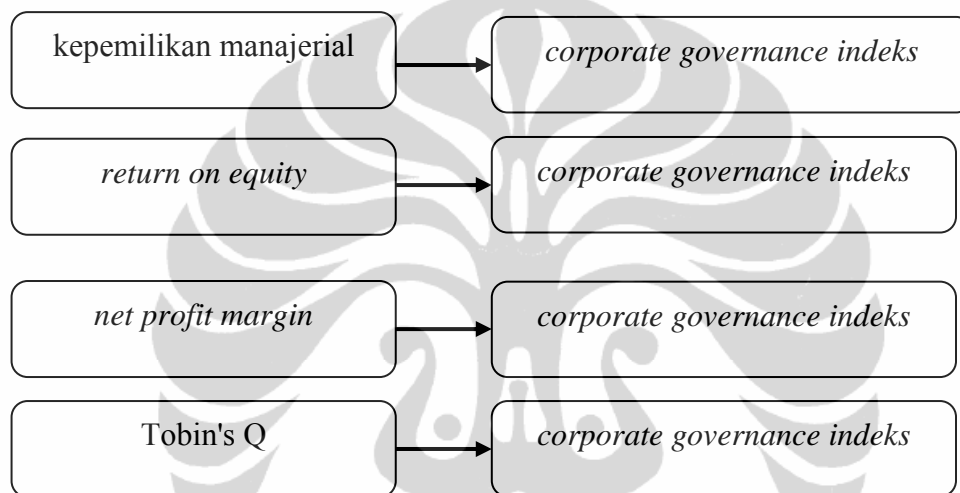 kepemilikan manajerial
corporate governance indeks
return on equity
corporate governance indeks
net profit margin
corporate governance indeks
Tobin's Q
corporate governance indeks